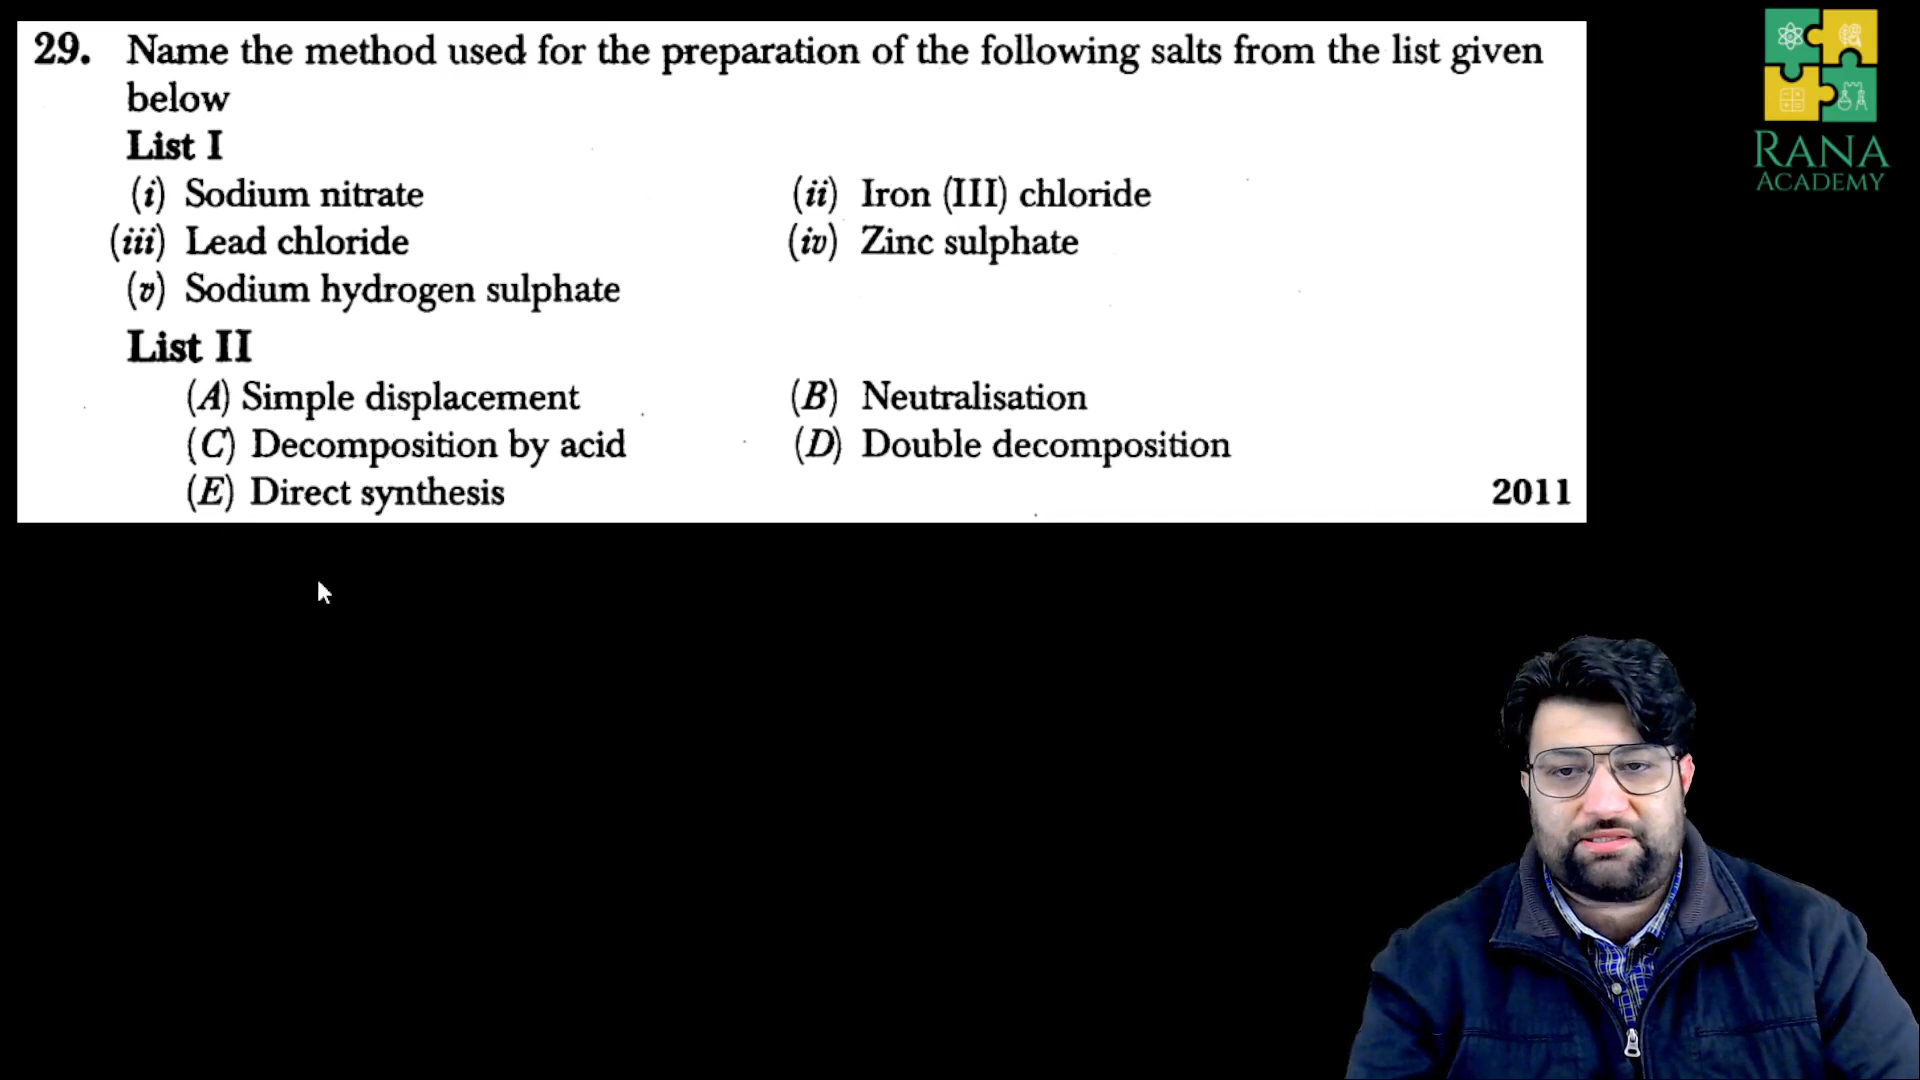 29. Name the method used for the preparation of the following salts from the list given
below
List I
(i) Sodium nitrate (ii) Iron (III) chloride
(iii) Lead chloride (iv) Zinc sulphate
(v) Sodium hydrogen sulphate
List II
(A) Simple displacement (B) Neutralisation
(C) Decomposition by acid (D) Double decomposition
(E) Direct synthesis 2011
RANA
ACADEMY